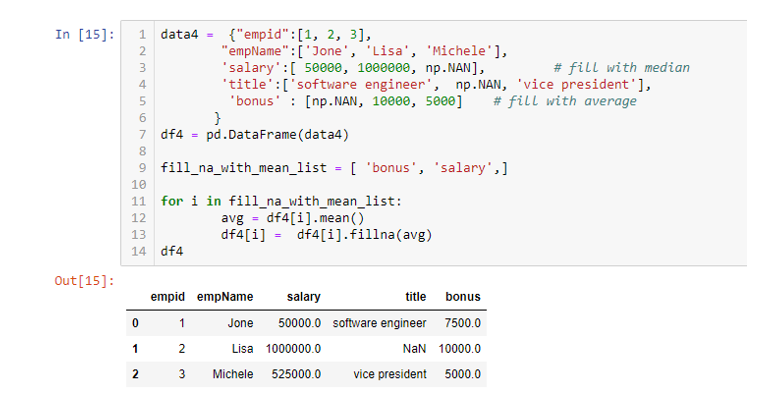 In [15]:
1 data4 =  {"empid":[1, 2, 3],
2         "empName":['Jone', 'Lisa', 'Michele'],
3         'salary':[ 50000, 1000000, np.NAN],         # fill with median
4         'title':['software engineer',  np.NAN, 'vice president'],
5          'bonus' : [np.NAN, 10000, 5000]    # fill with average
6        }
7 df4 = pd.DataFrame(data4)
8
9 fill_na_with_mean_list = [ 'bonus', 'salary',]
10
11 for i in fill_na_with_mean_list:
12         avg = df4[i].mean()
13         df4[i] =  df4[i].fillna(avg)
14 df4
Out[15]:
empid empName salary title bonus
0 1 Jone 50000.0 software engineer 7500.0
1 2 Lisa 1000000.0 NaN 10000.0
2 3 Michele 525000.0 vice president 5000.0